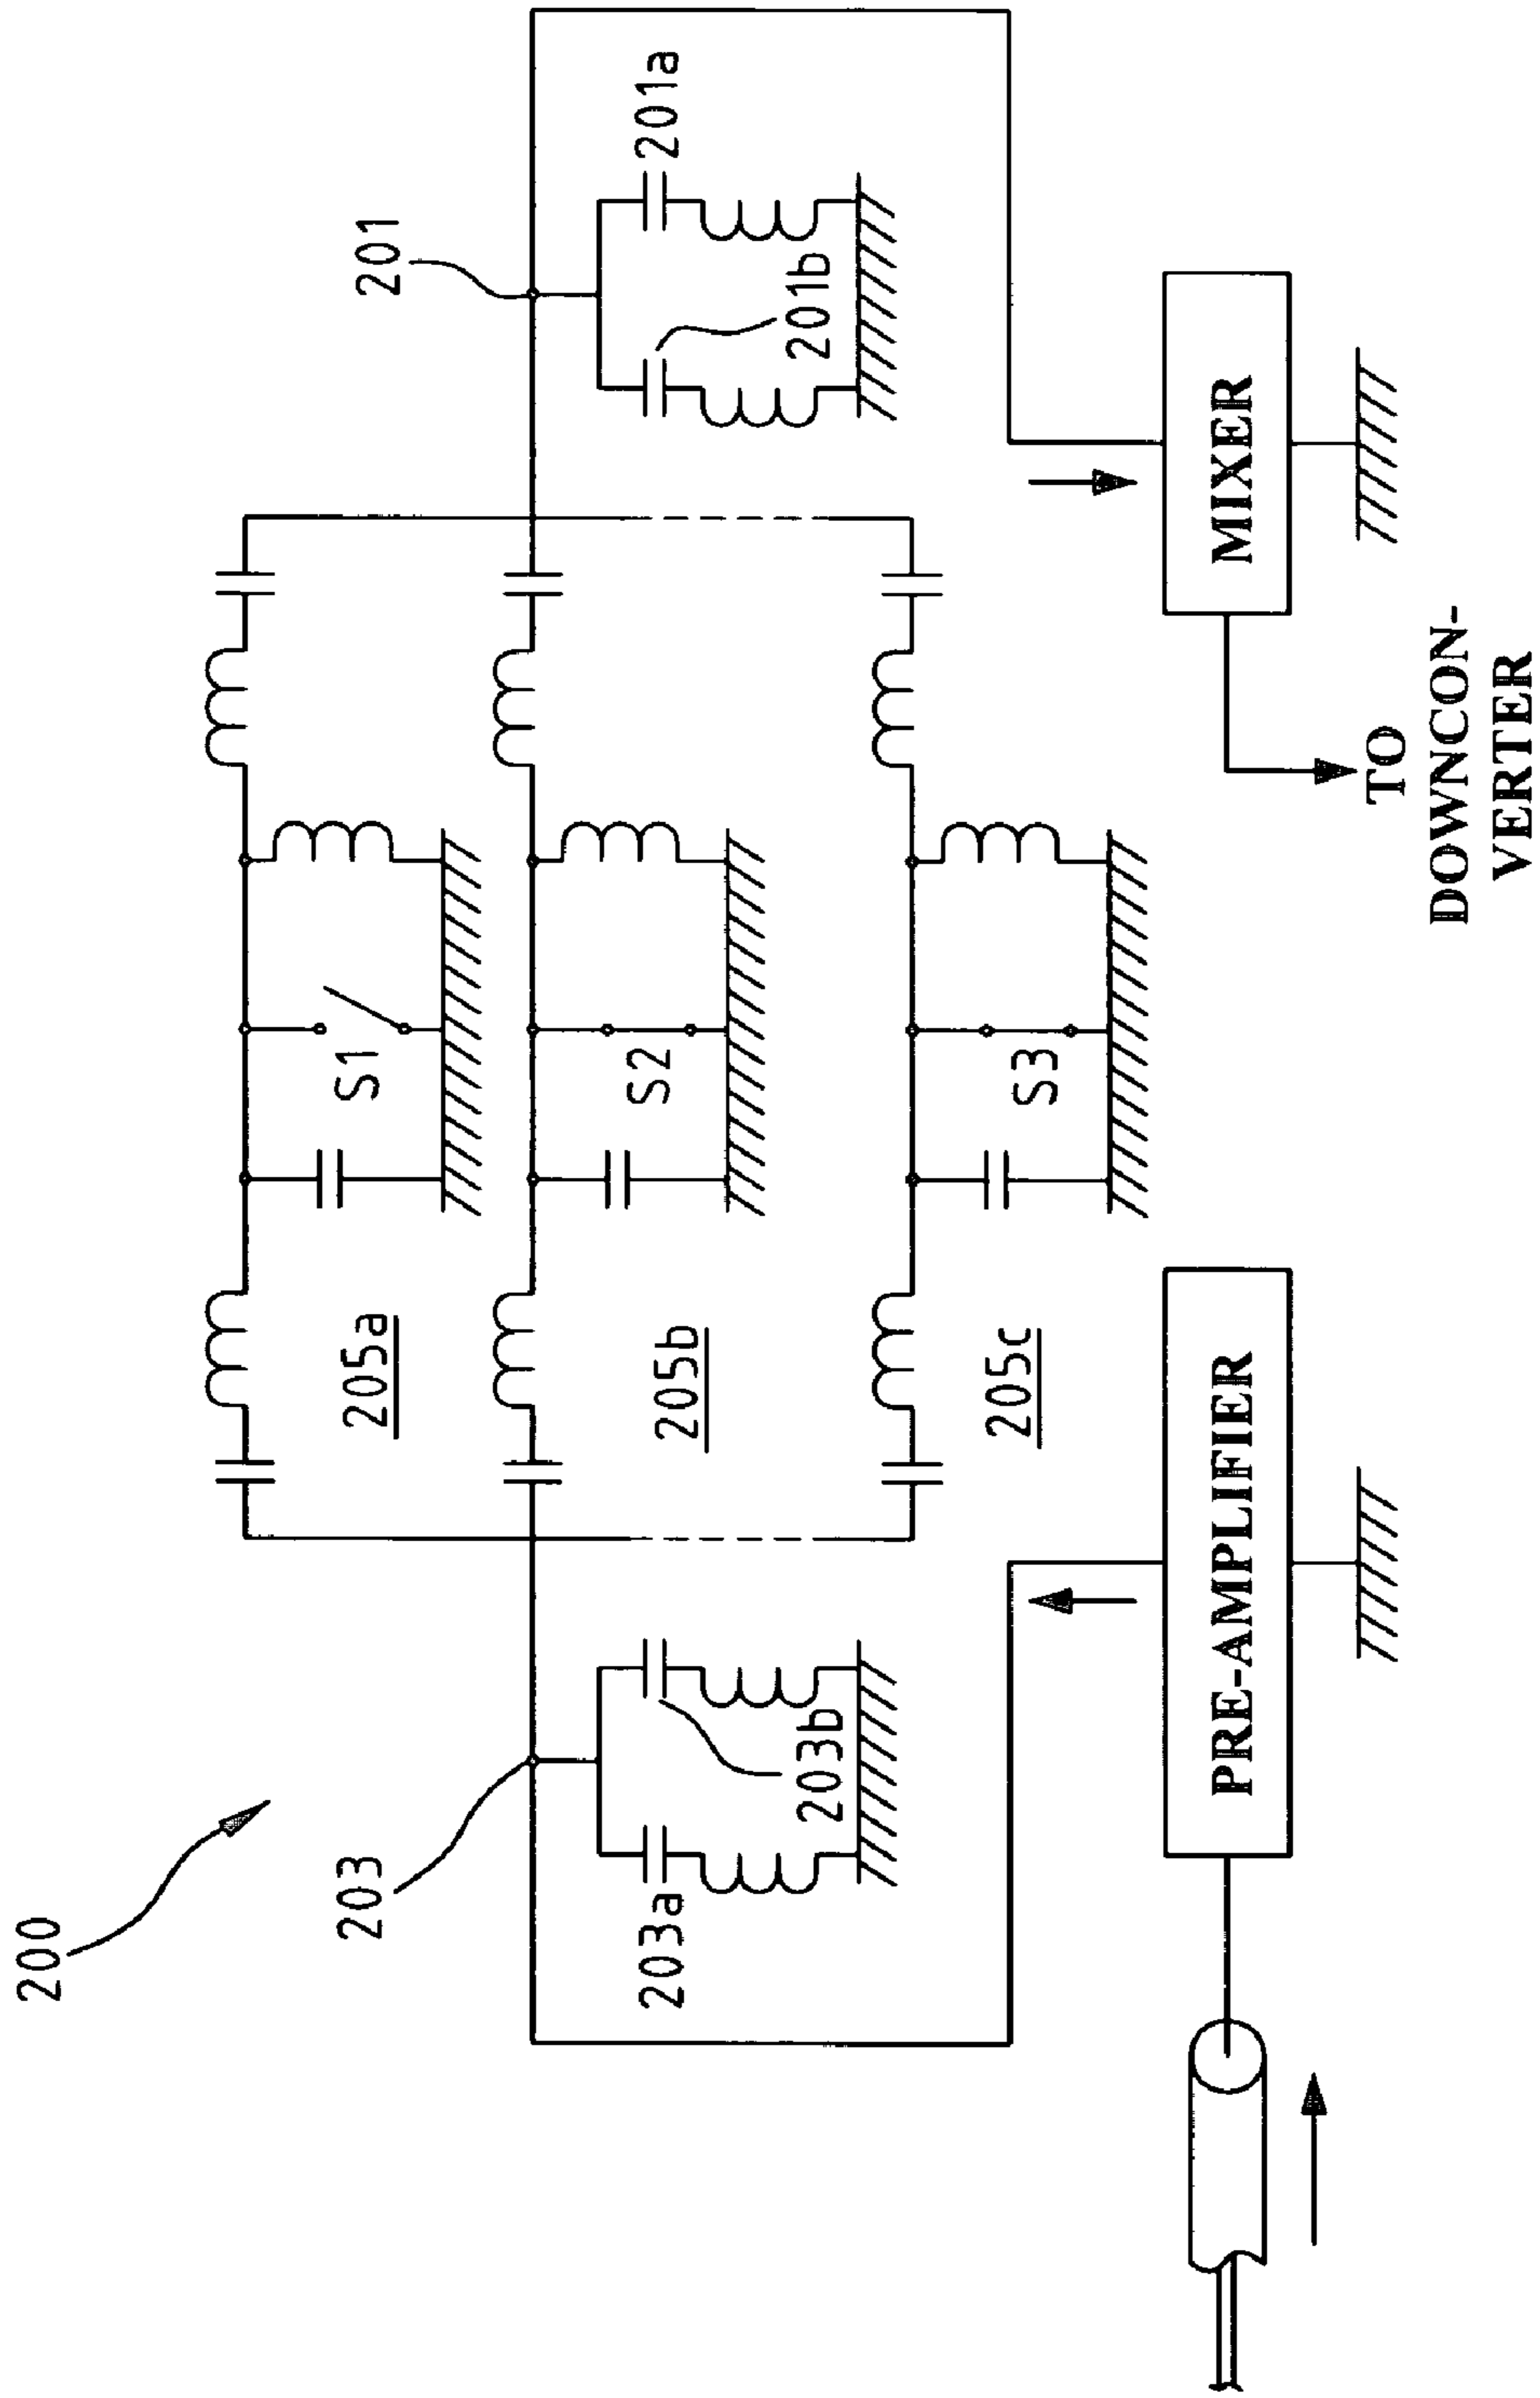 200
203
203a
203b
205a
205b
205c
S1
S2
S3
201
201a
201b
PRE-AMPLIFIER
MIXER
TO
DOWNCON-
VERTER